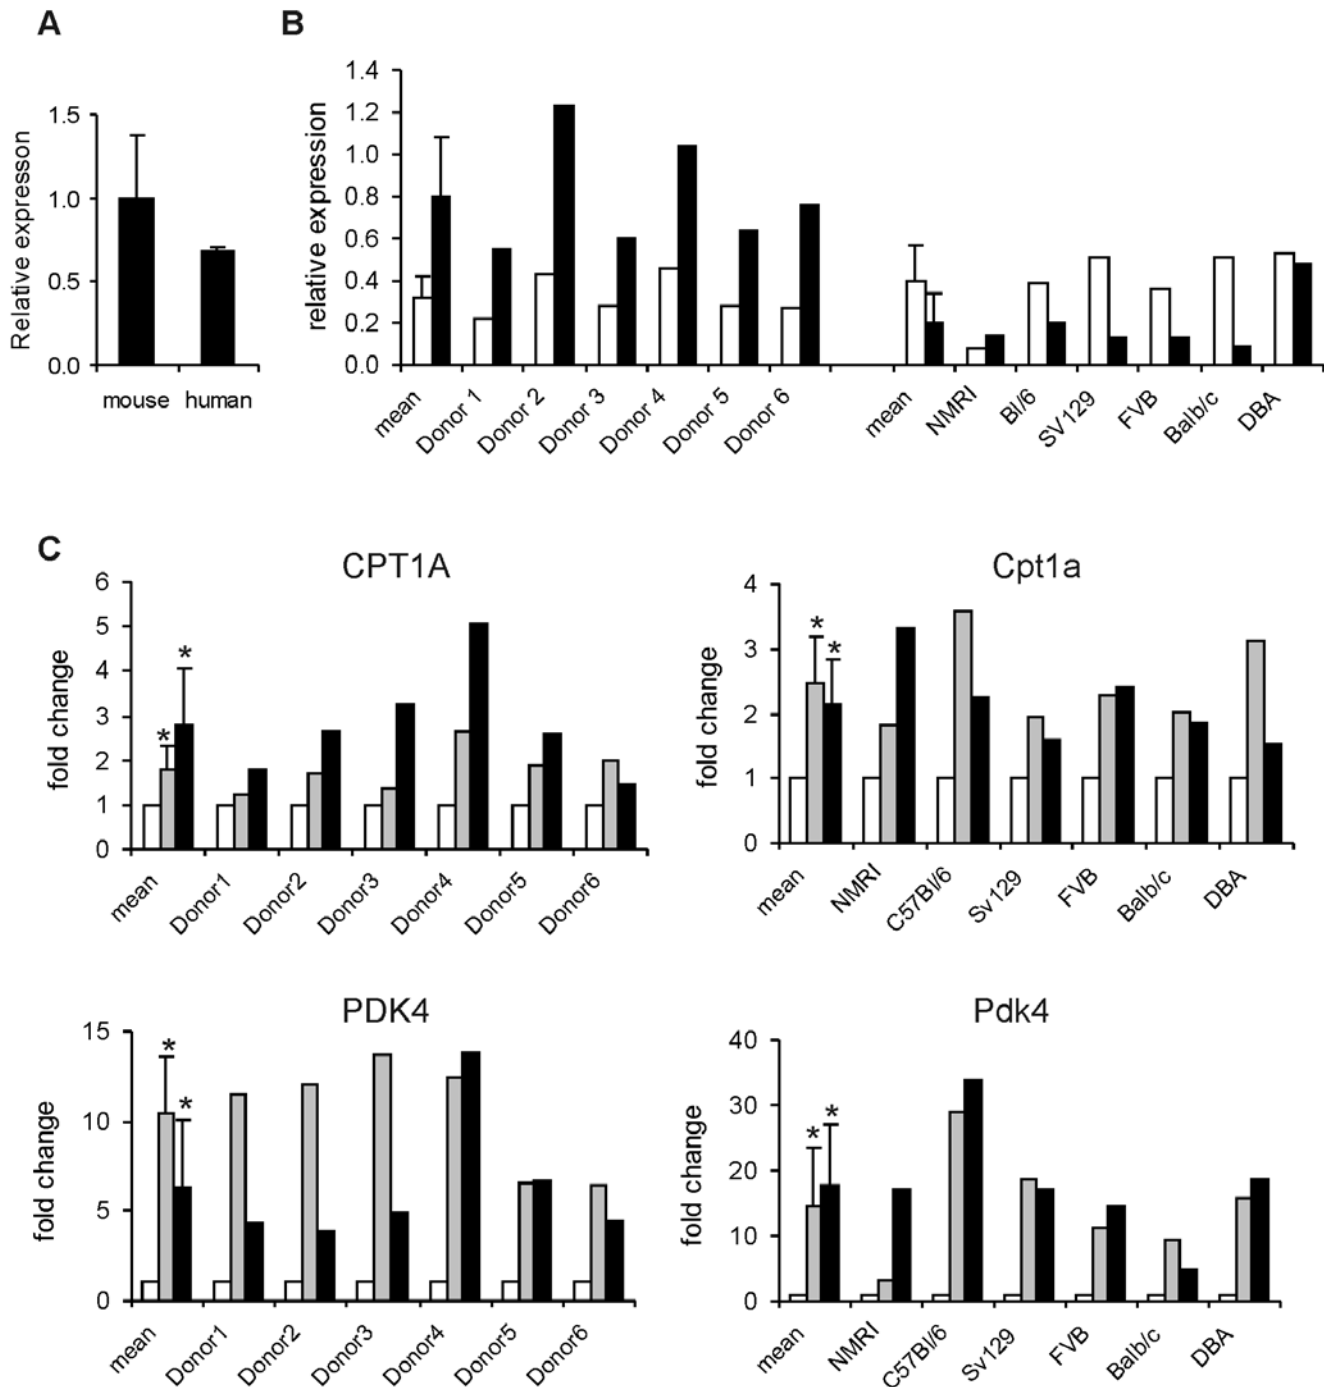 A
Relative expresson
1.5
1.0
0.5
0.0
mouse human
B
relative expression
1.4
1.2
1.0
0.8
0.6
0.4
0.2
0.0
mean
Donor 1
Donor 2
Donor 3
Donor 4
Donor 5
Donor 6
mean
NMRI
Bl/6
SV129
FVB
Balb/c
DBA
C
CPT1A
fold change
6
5
4
3
2
1
0
* *
mean
Donor1
Donor2
Donor3
Donor4
Donor5
Donor6
Cpt1a
fold change
4
3
2
1
0
* *
mean
NMRI
C57Bl/6
Sv129
FVB
Balb/c
DBA
PDK4
fold change
15
10
5
0
* *
mean
Donor1
Donor2
Donor3
Donor4
Donor5
Donor6
Pdk4
fold change
40
30
20
10
0
* *
mean
NMRI
C57Bl/6
Sv129
FVB
Balb/c
DBA